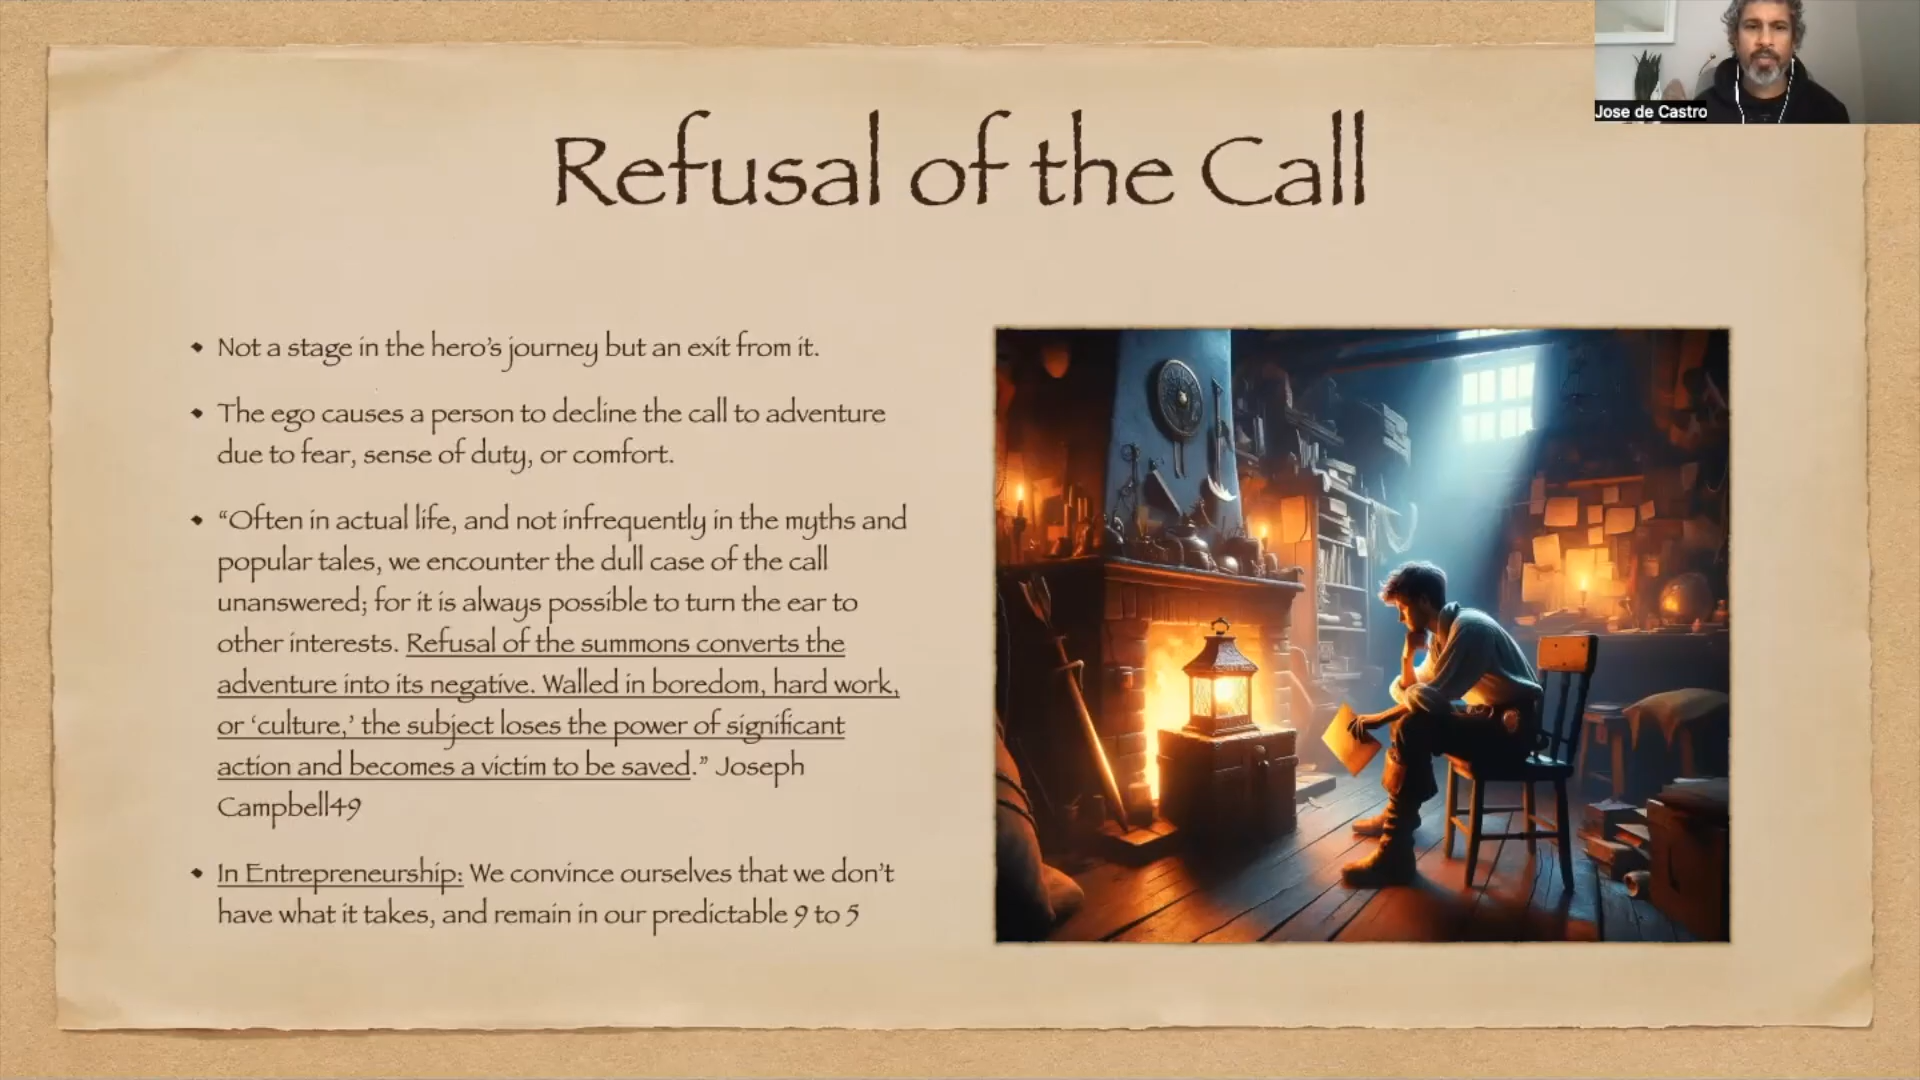 Jose de Castro
Refusal of the Call
• Not a stage in the hero’s journey but an exit from it.
• The ego causes a person to decline the call to adventure
due to fear, sense of duty, or comfort.
• “Often in actual life, and not infrequently in the myths and
popular tales, we encounter the dull case of the call
unanswered; for it is always possible to turn the ear to
other interests. Refusal of the summons converts the
adventure into its negative. Walled in boredom, hard work,
or ‘culture,’ the subject loses the power of significant
action and becomes a victim to be saved.” Joseph
Campbell49
• In Entrepreneurship: We convince ourselves that we don’t
have what it takes, and remain in our predictable 9 to 5